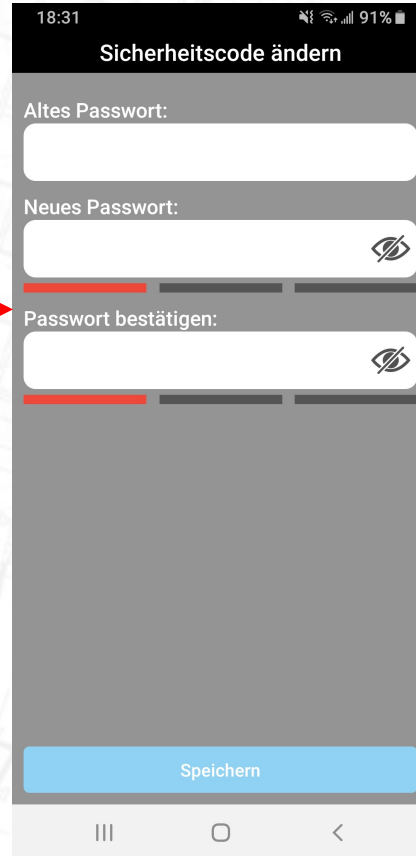 18:31 91%
Sicherheitscode ändern
Altes Passwort:
Neues Passwort:
Passwort bestätigen:
Speichern